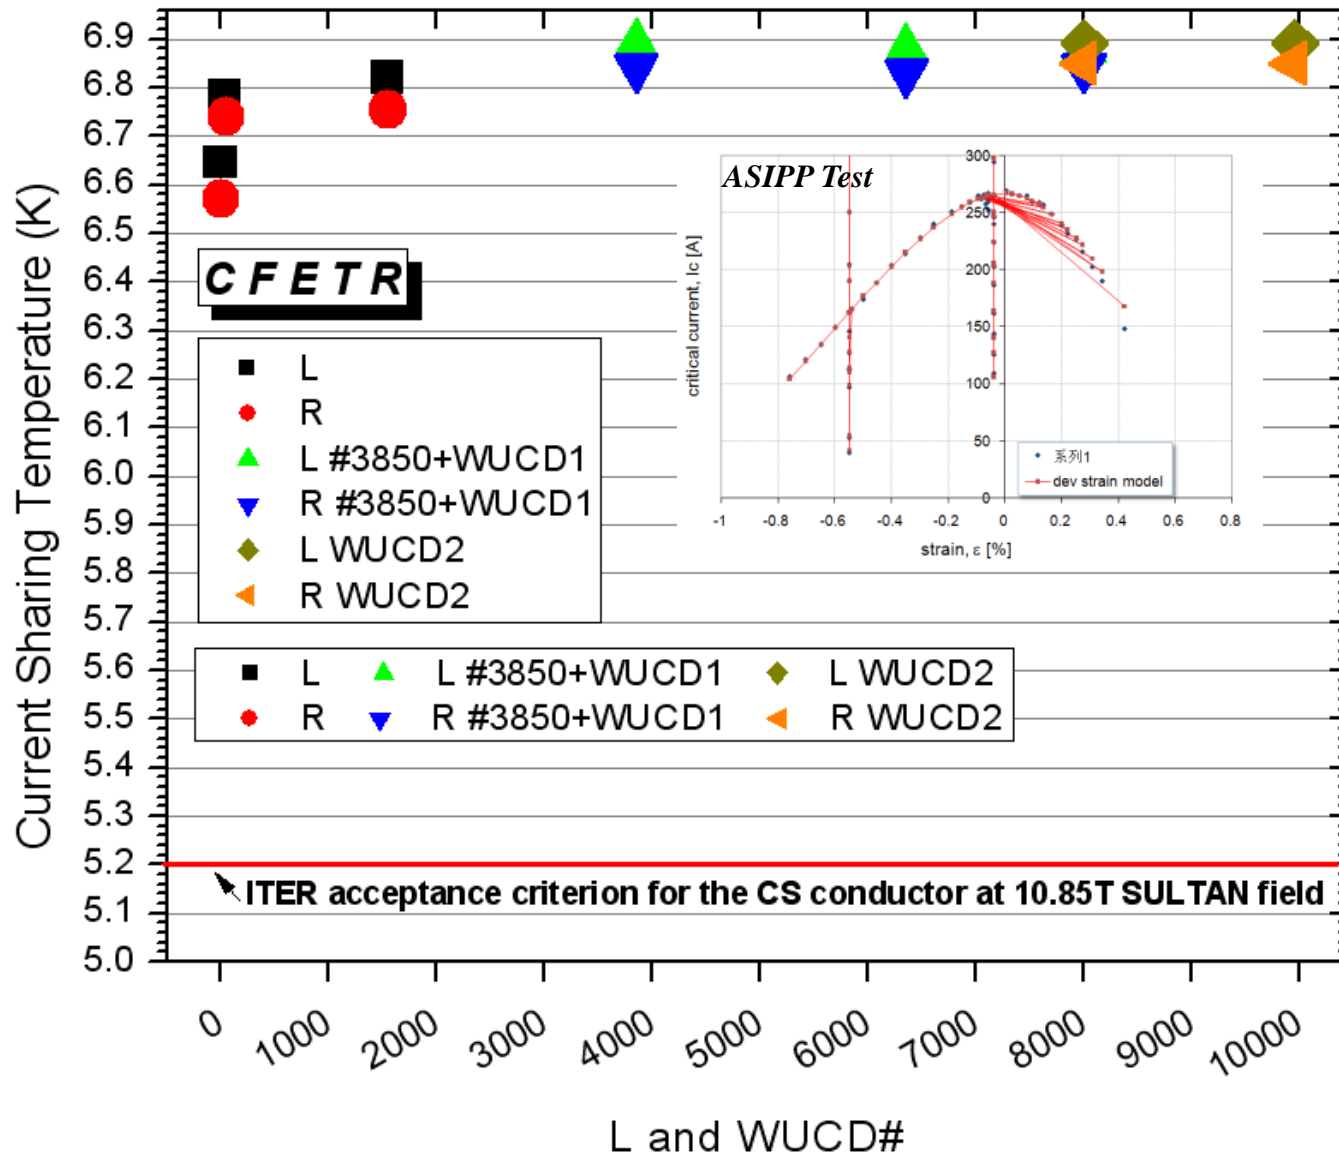 Current Sharing Temperature (K)
6.9
6.8
6.7
6.6
6.5
6.4
6.3
6.2
6.1
6.0
5.9
5.8
5.7
5.6
5.5
5.4
5.3
5.2
5.1
5.0
ASIPP Test
critical current, Ic [A]
300
250
200
150
100
50
0
-1 -0.8 -0.6 -0.4 -0.2 0 0.2 0.4 0.6 0.8
strain, ε [%]
系列1
dev strain model
C F E T R
L
R
L #3850+WUCD1
R #3850+WUCD1
L WUCD2
R WUCD2
L L #3850+WUCD1 L WUCD2
R R #3850+WUCD1 R WUCD2
ITER acceptance criterion for the CS conductor at 10.85T SULTAN field
0 1000 2000 3000 4000 5000 6000 7000 8000 9000 10000
L and WUCD#